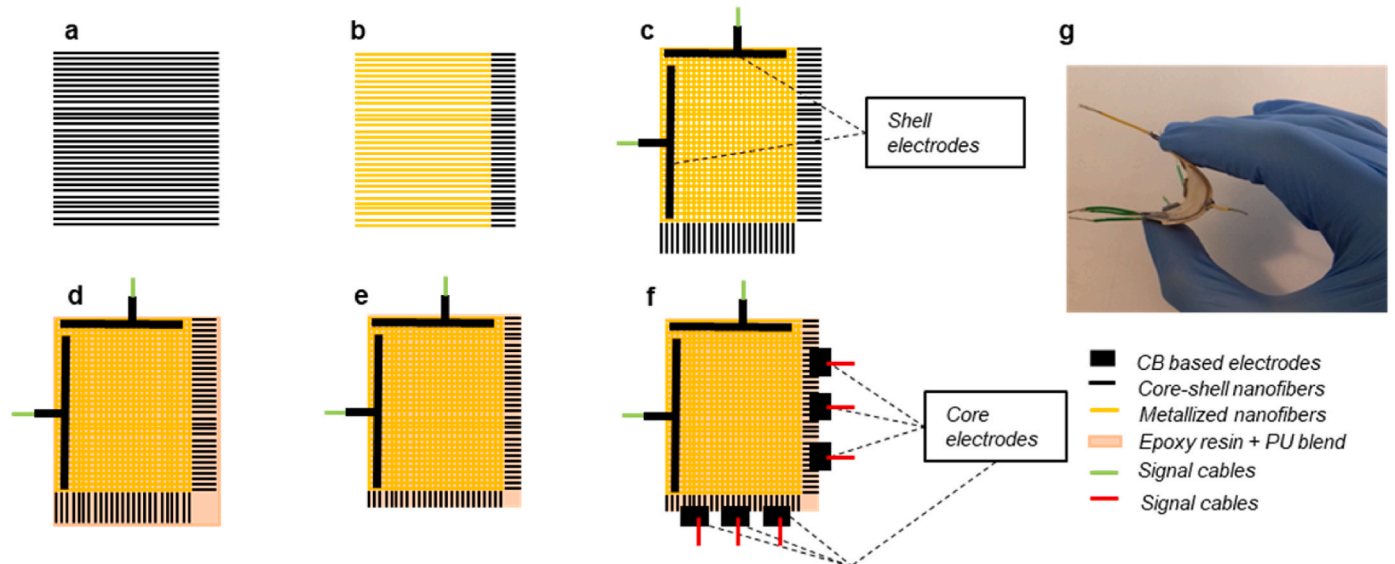 a
b
c
g
Shell
electrodes
d
e
f
Core
electrodes
CB based electrodes
Core-shell nanofibers
Metallized nanofibers
Epoxy resin + PU blend
Signal cables
Signal cables